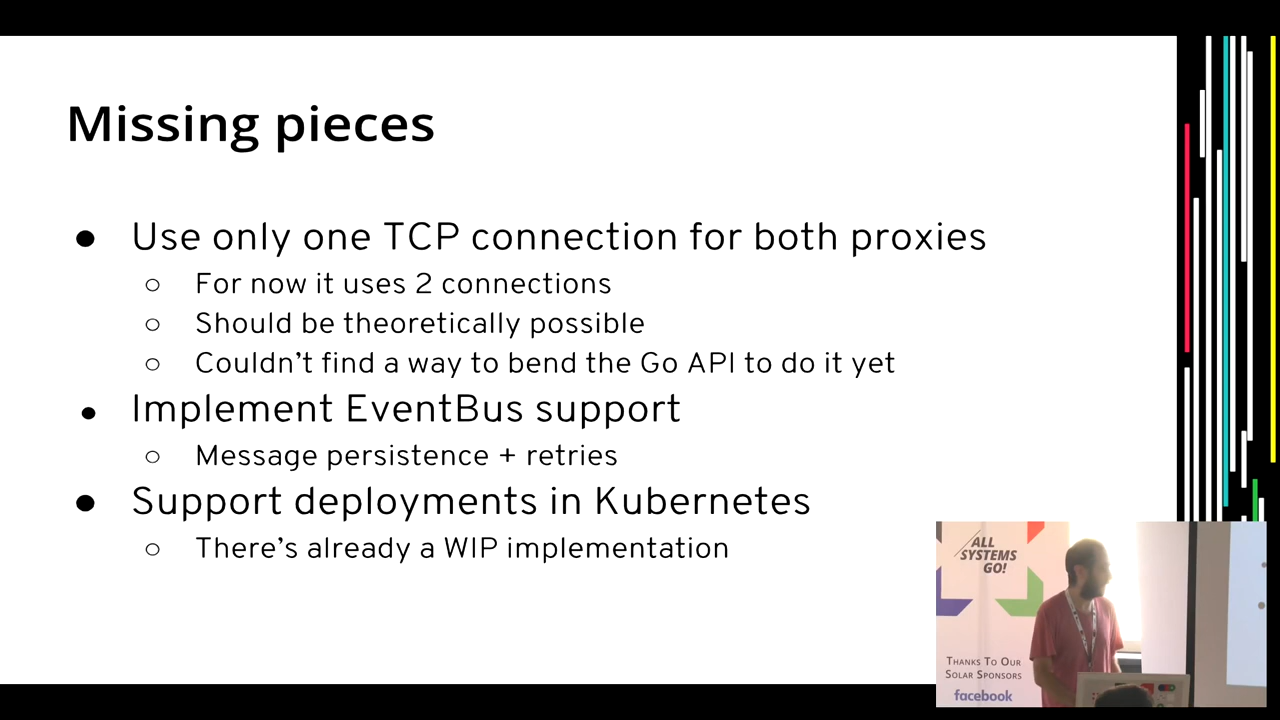 Missing pieces
● Use only one TCP connection for both proxies
○ For now it uses 2 connections
○ Should be theoretically possible
○ Couldn’t find a way to bend the Go API to do it yet
● Implement EventBus support
○ Message persistence + retries
● Support deployments in Kubernetes
○ There’s already a WIP implementation
ALL
SYSTEMS
GO!
THANKS TO OUR
SOLAR SPONSORS
facebook